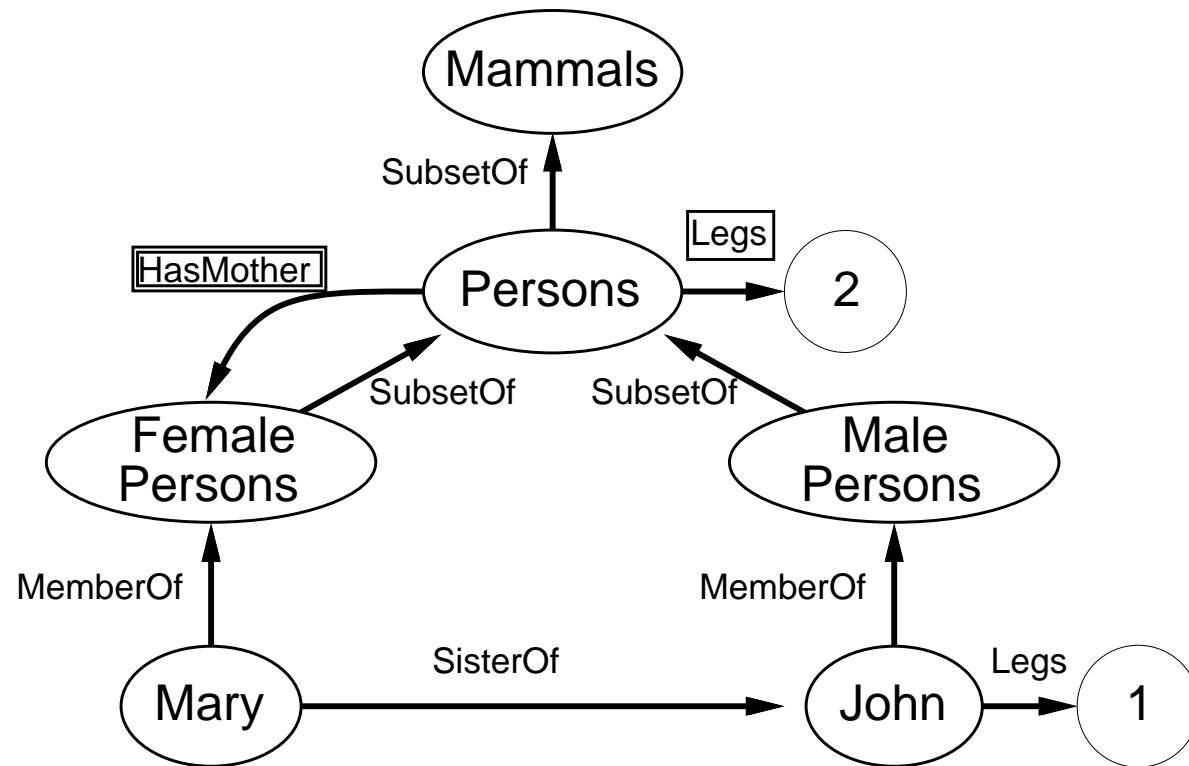 Mammals
SubsetOf
Legs
HasMother
Persons
2
SubsetOf
SubsetOf
Female
Persons
Male
Persons
MemberOf
MemberOf
SisterOf
Legs
Mary
John
1